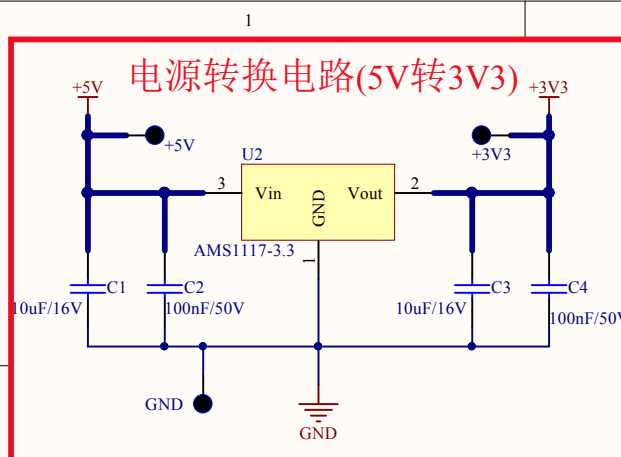 1
电源转换电路(5V转3V3)
+5V
+3V3
+5V
+3V3
U2
3
Vin
GND
Vout
2
AMS1117-3.3
1
C1
10uF/16V
C2
100nF/50V
C3
10uF/16V
C4
100nF/50V
GND
GND